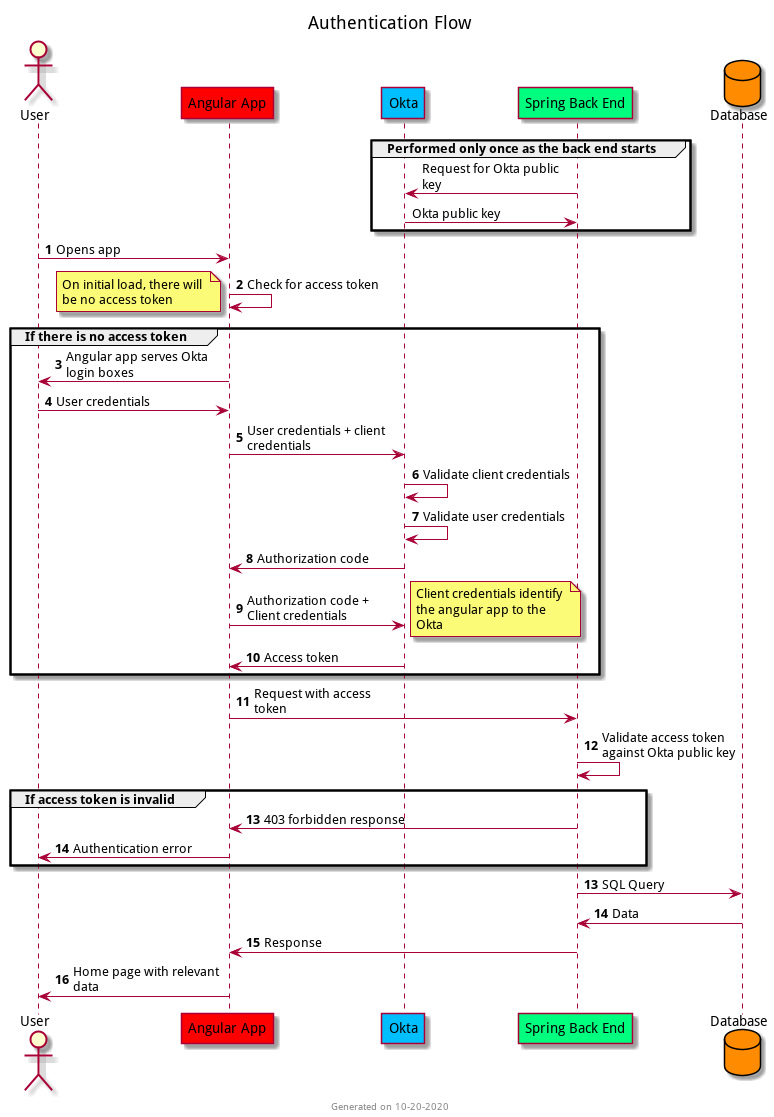 Authentication Flow
User
Angular App
Okta
Spring Back End
Database
Performed only once as the back end starts
Request for Okta public
key
Okta public key
1 Opens app
On initial load, there will
be no access token
2 Check for access token
If there is no access token
3 Angular app serves Okta
login boxes
4 User credentials
5 User credentials + client
credentials
6 Validate client credentials
7 Validate user credentials
8 Authorization code
9 Authorization code +
Client credentials
Client credentials identify
the angular app to the
Okta
10 Access token
11 Request with access
token
12 Validate access token
against Okta public key
If access token is invalid
13 403 forbidden response
14 Authentication error
13 SQL Query
14 Data
15 Response
16 Home page with relevant
data
User
Angular App
Okta
Spring Back End
Database
Generated on 10-20-2020